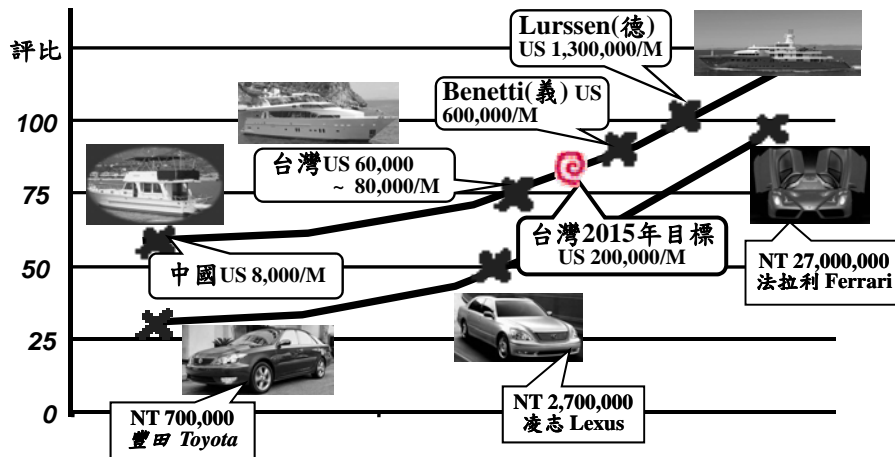 評比
100
75
50
25
0
Lurssen(德)
US 1,300,000/M
Benetti(義) US
600,000/M
台灣US 60,000
~ 80,000/M
台灣2015年目標
US 200,000/M
中國US 8,000/M
NT 27,000,000
法拉利 Ferrari
NT 2,700,000
凌志 Lexus
NT 700,000
豐田 Toyota